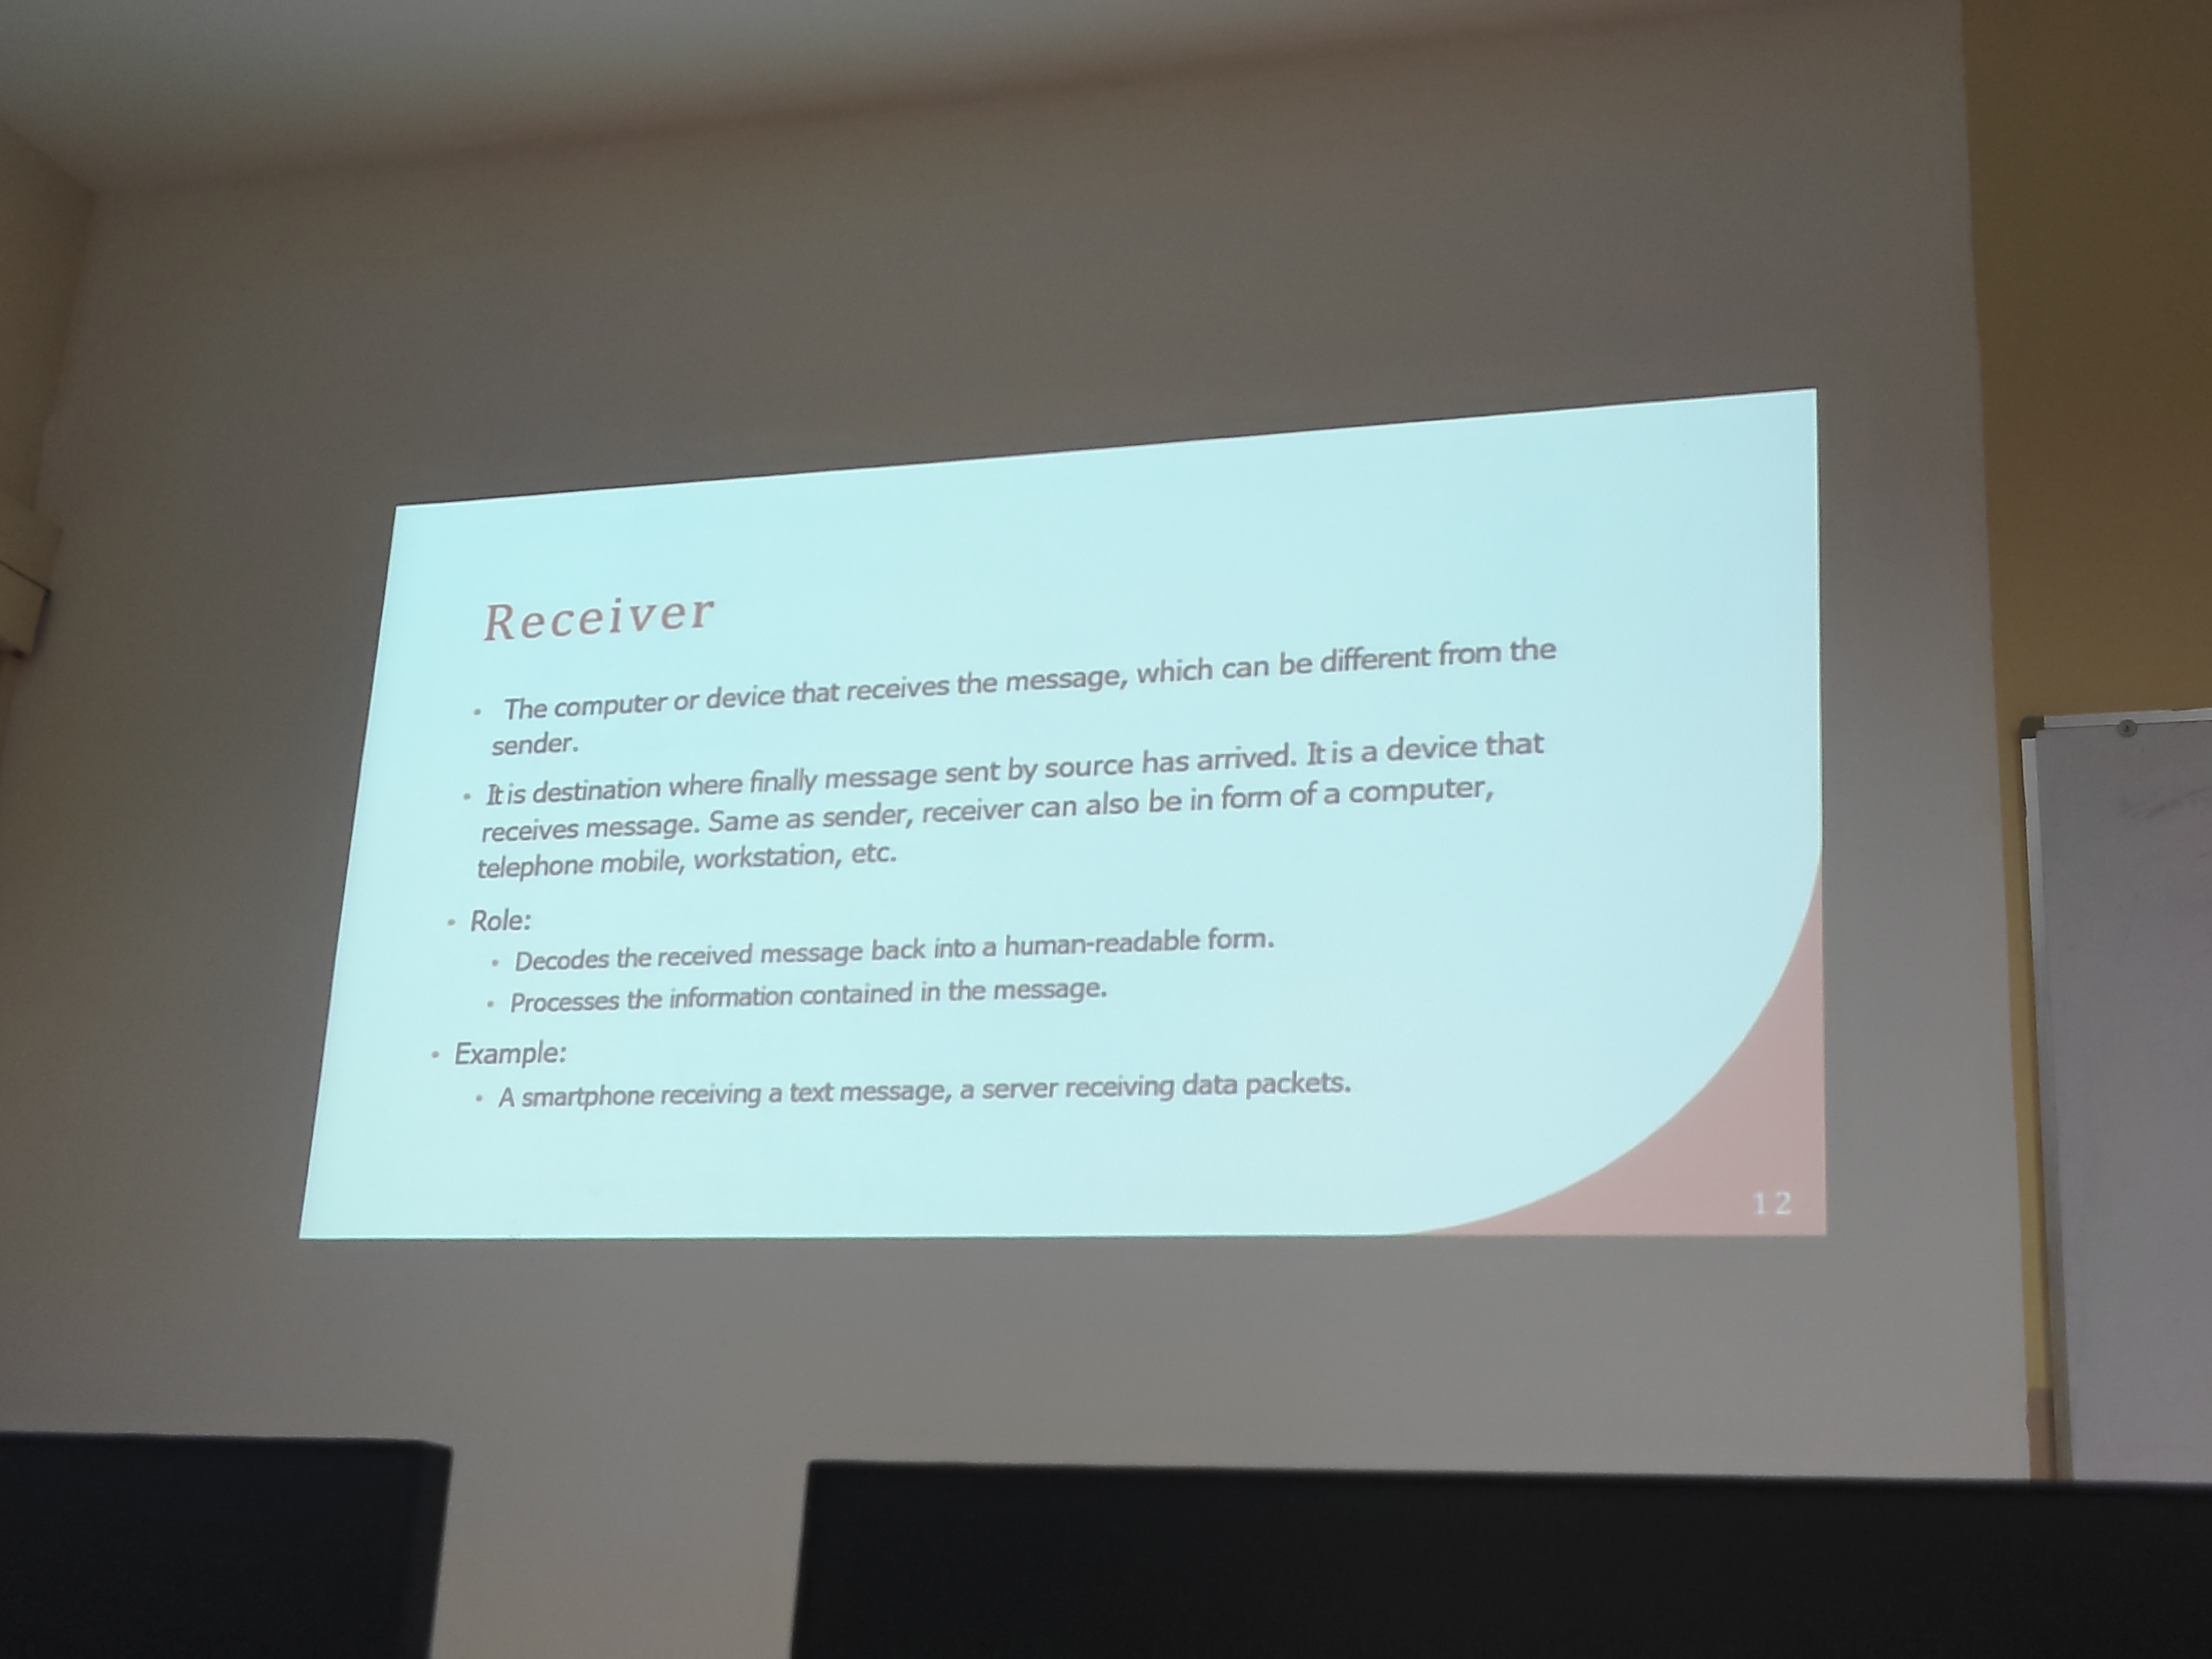 Receiver
• The computer or device that receives the message, which can be different from the
sender.
• It is destination where finally message sent by source has arrived. It is a device that
receives message. Same as sender, receiver can also be in form of a computer,
telephone mobile, workstation, etc.
• Role:
• Decodes the received message back into a human-readable form.
• Processes the information contained in the message.
• Example:
• A smartphone receiving a text message, a server receiving data packets.
12